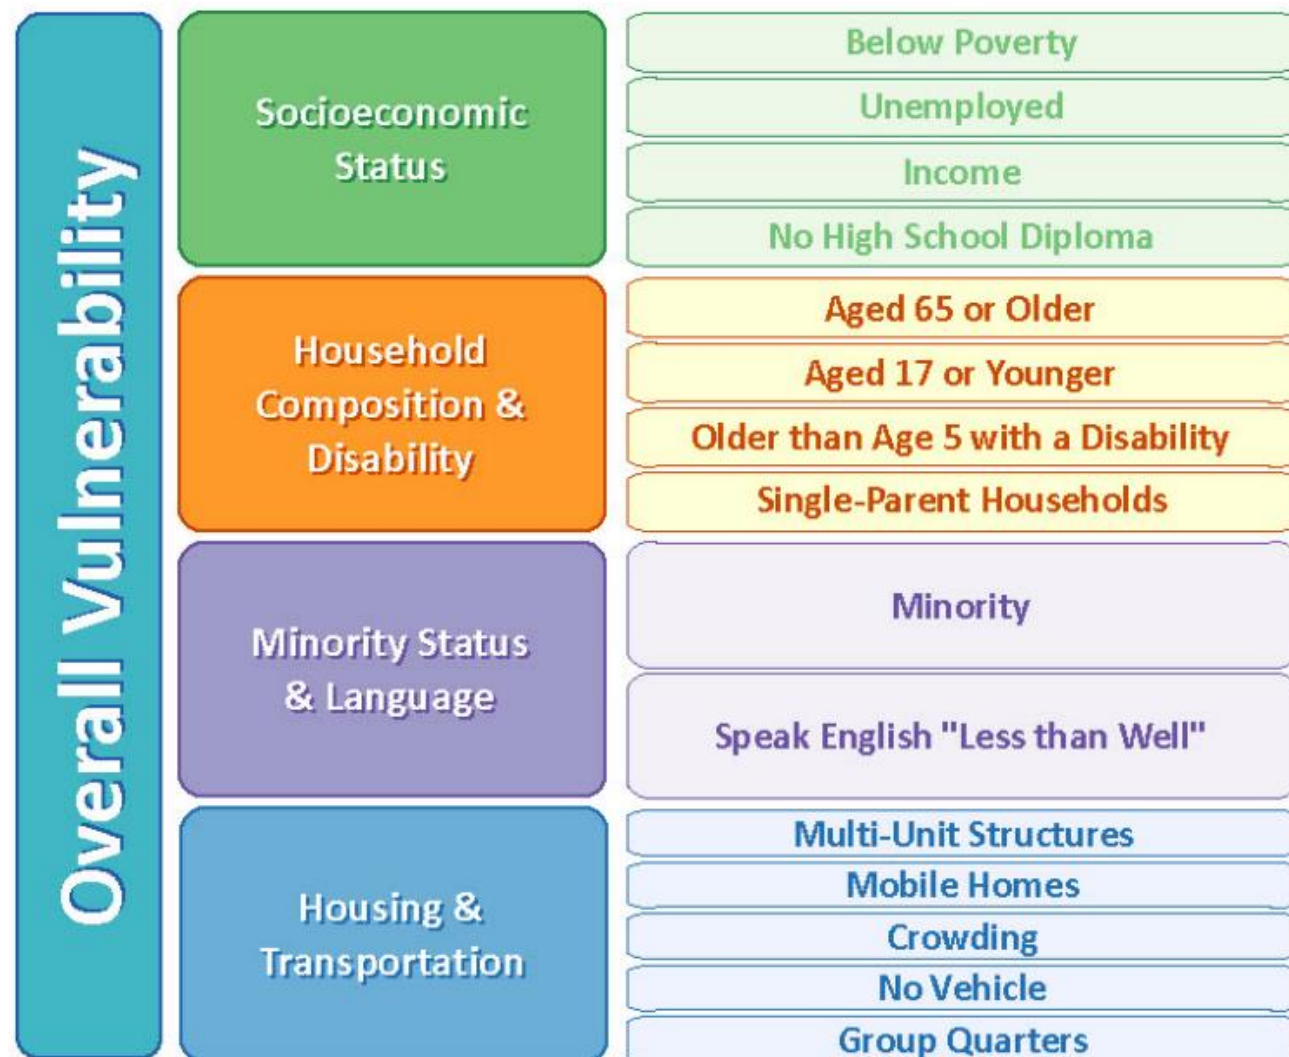 Overall Vulnerability
Socioeconomic
Status
Below Poverty
Unemployed
Income
No High School Diploma
Household
Composition &
Disability
Aged 65 or Older
Aged 17 or Younger
Older than Age 5 with a Disability
Single-Parent Households
Minority Status
& Language
Minority
Speak English "Less than Well"
Housing &
Transportation
Multi-Unit Structures
Mobile Homes
Crowding
No Vehicle
Group Quarters